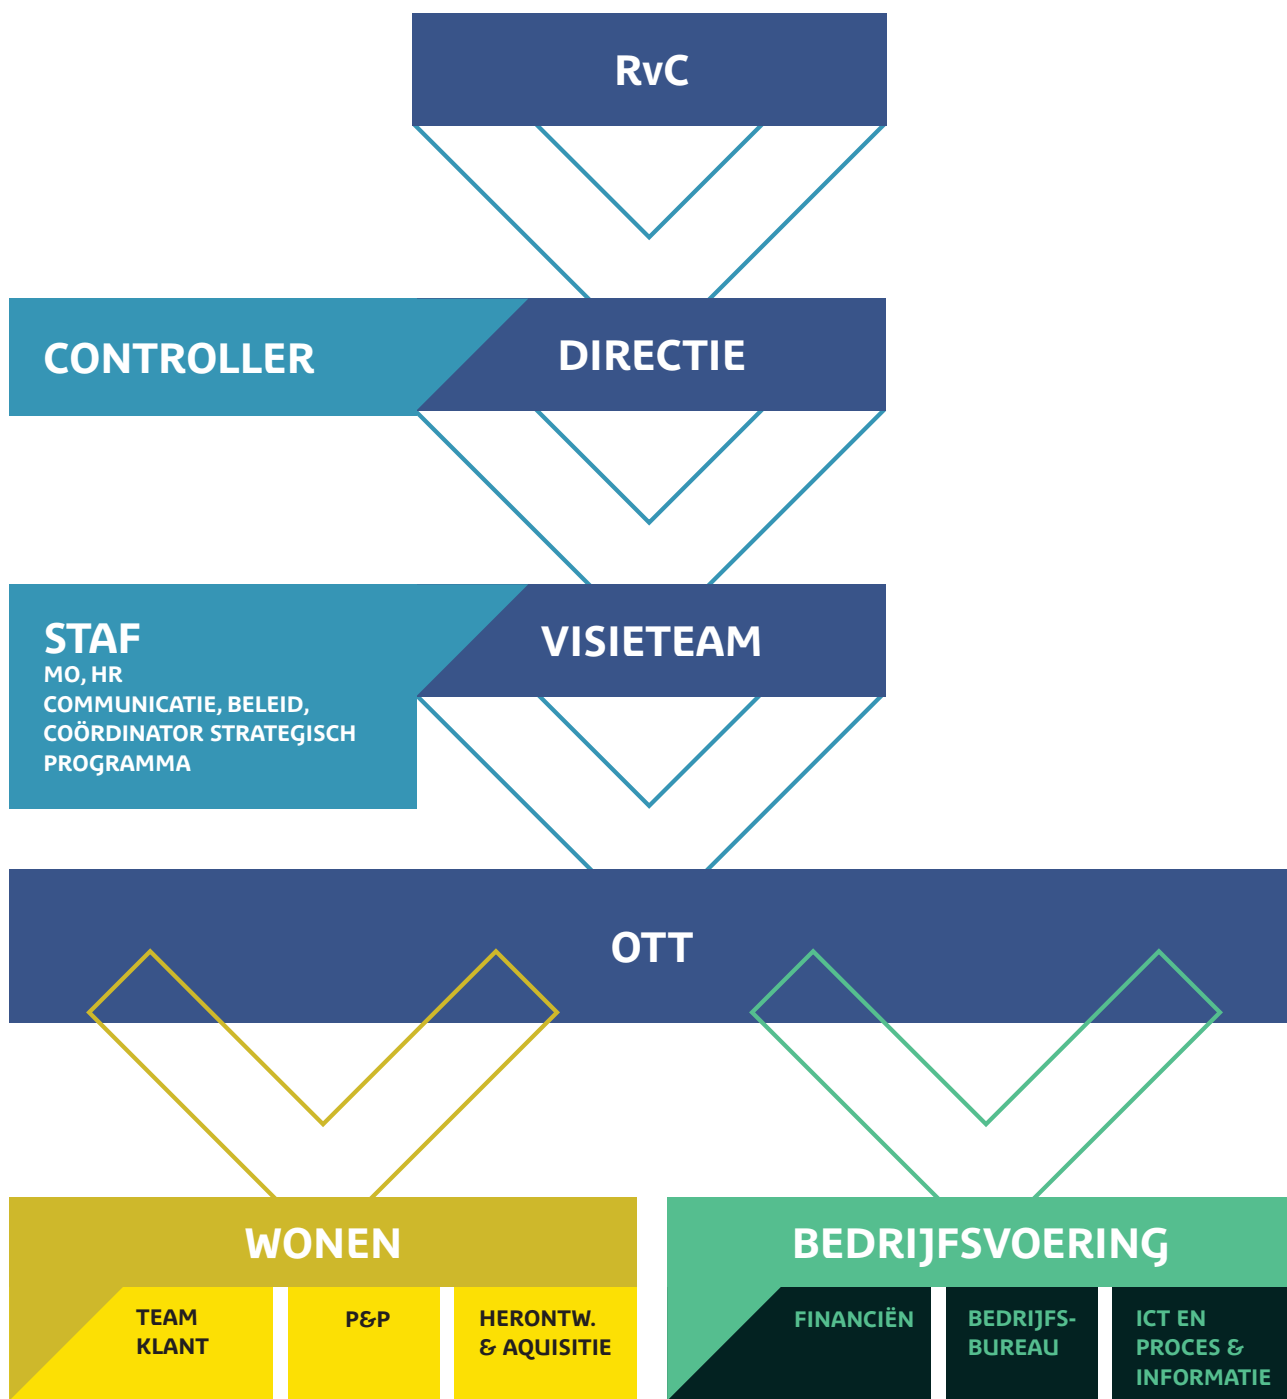 RvC
CONTROLLER
DIRECTIE
STAF
MO, HR
COMMUNICATIE, BELEID,
COÖRDINATOR STRATEGISCH
PROGRAMMA
VISIETEAM
OTT
WONEN
TEAM
KLANT
P&P
HERONTW.
& AQUISITIE
BEDRIJFSVOERING
FINANCIËN
BEDRIJFS-
BUREAU
ICT EN
PROCES &
INFORMATIE